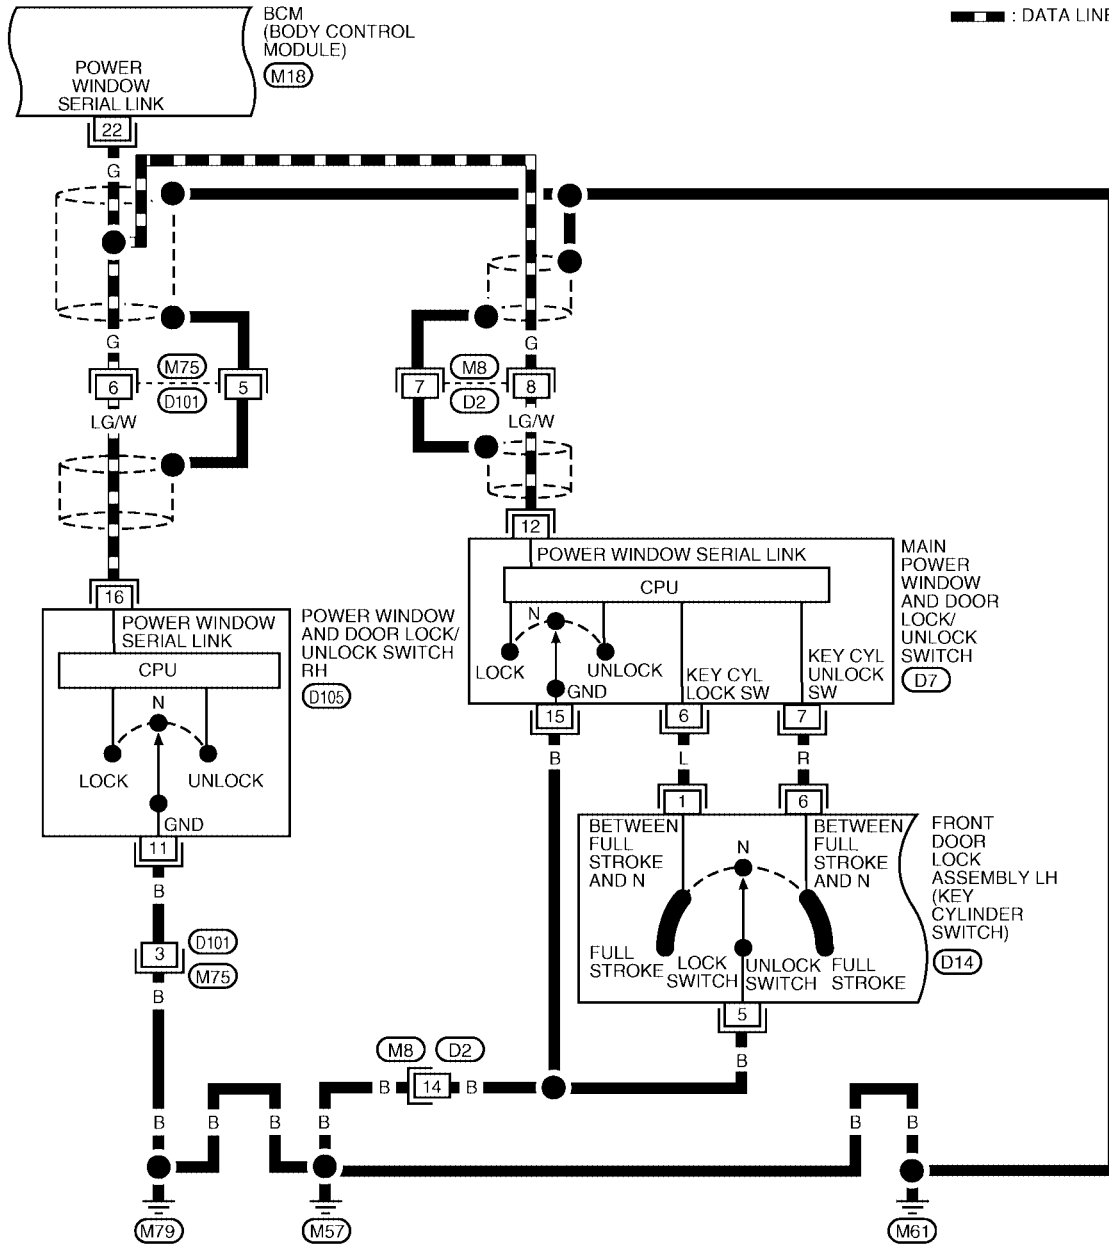 BCM
(BODY CONTROL
MODULE)
M18
: DATA LINE
POWER
WINDOW
SERIAL LINK
22
G
G
G
6
M75
D101
5
7
M8
D2
8
LG/W
LG/W
16
12
POWER WINDOW SERIAL LINK
CPU
N
LOCK
UNLOCK
GND
KEY CYL
LOCK SW
KEY CYL
UNLOCK
SW
MAIN
POWER
WINDOW
AND DOOR
LOCK/
UNLOCK
SWITCH
D7
POWER WINDOW
SERIAL LINK
CPU
N
LOCK
UNLOCK
GND
POWER WINDOW
AND DOOR LOCK/
UNLOCK SWITCH
RH
D105
15
6
7
B
L
R
1
6
11
B
BETWEEN
FULL
STROKE
AND N
N
BETWEEN
FULL
STROKE
AND N
FULL
STROKE
LOCK
SWITCH
UNLOCK
SWITCH
FULL
STROKE
FRONT
DOOR
LOCK
ASSEMBLY LH
(KEY
CYLINDER
SWITCH)
D14
3
D101
M75
B
5
B
M8
D2
B
14
B
B
B
B
B
B
B
M79
M57
M61